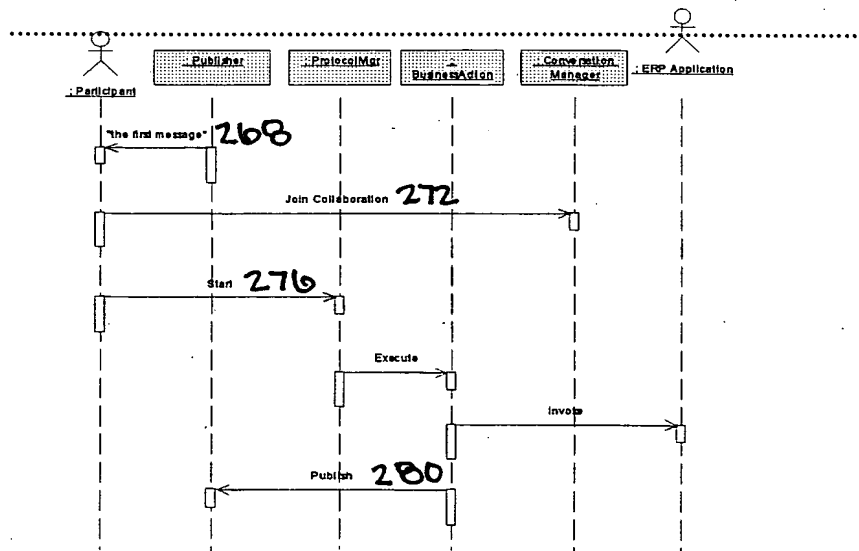 : Publisher
: ProtocolMgr
:
BusinessAction
: Conversation
Manager
: ERP Application
: Participant
"the first message" 268
Join Collaboration 272
Start 276
Execute
Invoke
Publish 280